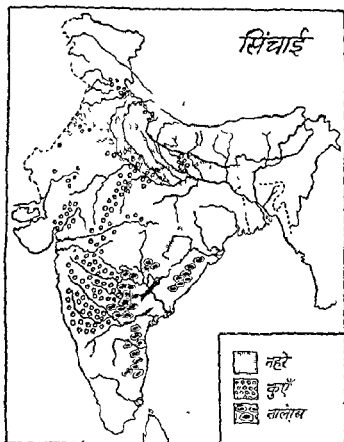 सिंचाई
नहरें
कुएँ
तालाब